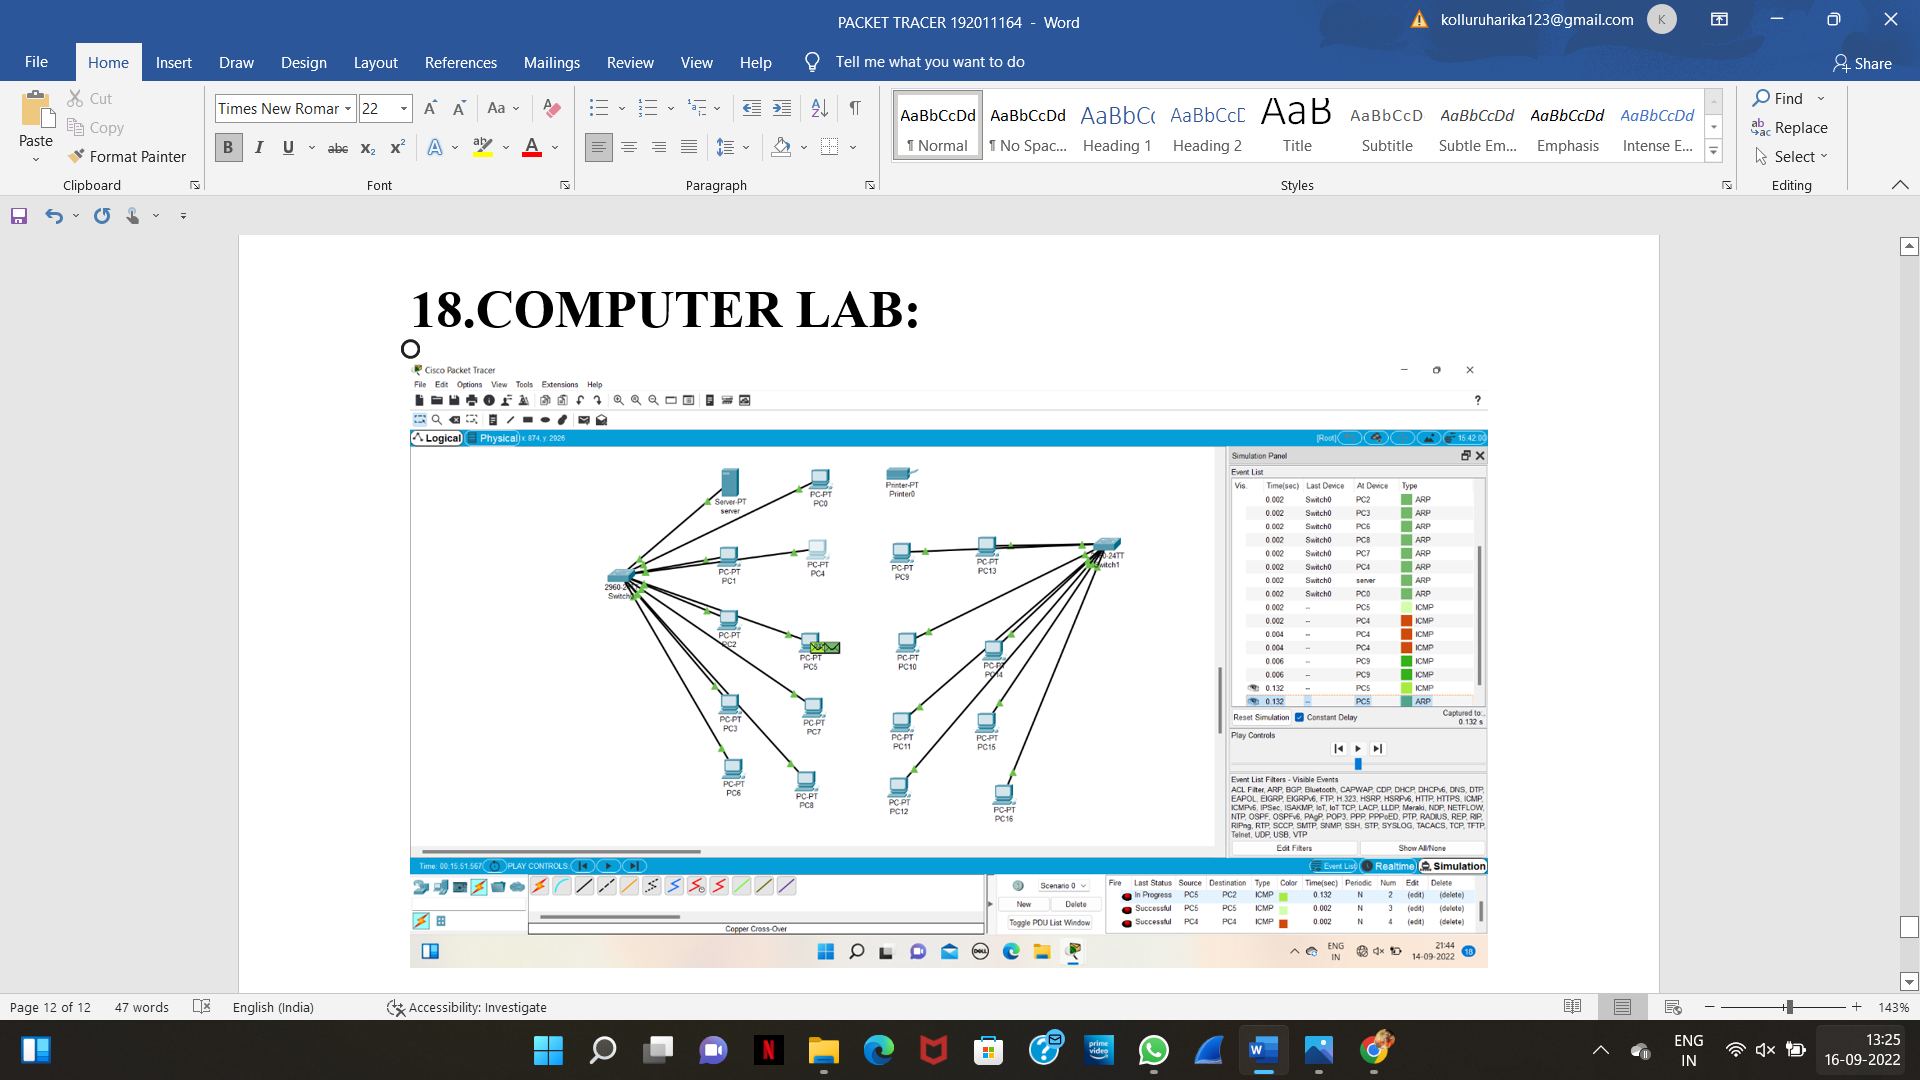 PACKET TRACER 192011164 - Word
kolluruharika123@gmail.com
K
File Home Insert Draw Design Layout References Mailings Review View Help Tell me what you want to do
Share
Paste
Cut
Copy
Format Painter
Clipboard
Times New Roman 22
Aa
B I U abc x₂ x² A ab A
Font
Paragraph
AaBbCcDd AaBbCcDd AaBbCc AaBbCcD AaB AaBbCcD AaBbCcDd AaBbCcDd AaBbCcDd
¶ Normal ¶ No Spac... Heading 1 Heading 2 Title Subtitle Subtle Em... Emphasis Intense E...
Styles
Find
Replace
Select
Editing
18.COMPUTER LAB:
Cisco Packet Tracer
File Edit Options View Tools Extensions Help
?
Logical Physical x: 874, y: 2026
[Root] 15:42:00
Server-PT
server
PC-PT
PC0
Printer-PT
Printer0
2960-2
Switch
PC-PT
PC1
PC-PT
PC4
PC-PT
PC9
PC-PT
PC13
0-24TT
witch1
PC-PT
PC2
PC-PT
PC5
PC-PT
PC10
PC-PT
PC14
PC-PT
PC3
PC-PT
PC7
PC-PT
PC11
PC-PT
PC15
PC-PT
PC6
PC-PT
PC8
PC-PT
PC12
PC-PT
PC16
Simulation Panel
Event List
Vis. Time(sec) Last Device At Device Type
0.002 Switch0 PC2 ARP
0.002 Switch0 PC3 ARP
0.002 Switch0 PC6 ARP
0.002 Switch0 PC8 ARP
0.002 Switch0 PC7 ARP
0.002 Switch0 PC4 ARP
0.002 Switch0 server ARP
0.002 Switch0 PC0 ARP
0.002 -- PC5 ICMP
0.002 -- PC4 ICMP
0.004 -- PC4 ICMP
0.004 -- PC4 ICMP
0.006 -- PC9 ICMP
0.006 -- PC9 ICMP
0.132 -- PC5 ICMP
0.132 -- PC5 ARP
Reset Simulation Constant Delay Captured to:
0.132 s
Play Controls
Event List Filters - Visible Events
ACL Filter, ARP, BGP, Bluetooth, CAPWAP, CDP, DHCP, DHCPv6, DNS, DTP,
EAPOL, EIGRP, EIGRPv6, FTP, H.323, HSRP, HSRPv6, HTTP, HTTPS, ICMP,
ICMPv6, IPSec, ISAKMP, IoT, IoT TCP, LACP, LLDP, Meraki, NDP, NETFLOW,
NTP, OSPF, OSPFv6, PAgP, POP3, PPP, PPPoED, PTP, RADIUS, REP, RIP,
RIPng, RTP, SCCP, SMTP, SNMP, SSH, STP, SYSLOG, TACACS, TCP, TFTP,
Telnet, UDP, USB, VTP
Edit Filters Show All/None
Time: 00:15:51.567 PLAY CONTROLS:
Event List Realtime Simulation
Scenario 0
New Delete
Toggle PDU List Window
Copper Cross-Over
Fire Last Status Source Destination Type Color Time(sec) Periodic Num Edit Delete
In Progress PC5 PC2 ICMP 0.132 N 2 (edit) (delete)
Successful PC5 PC5 ICMP 0.002 N 3 (edit) (delete)
Successful PC4 PC4 ICMP 0.002 N 4 (edit) (delete)
DELL
ENG
IN
21:44
14-09-2022
18
Page 12 of 12 47 words English (India) Accessibility: Investigate
143%
N
prime
video
W
ENG
IN
13:25
16-09-2022